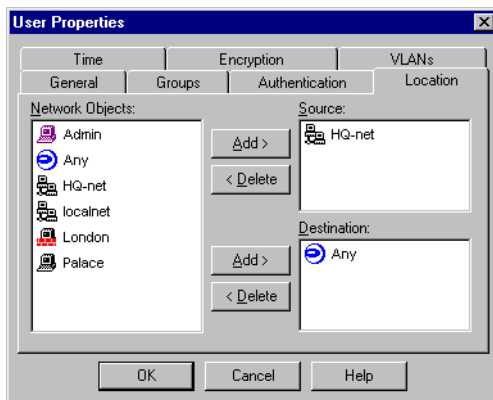 User Properties
Time Encryption VLANs
General Groups Authentication Location
Network Objects:
Admin
Any
HQ-net
localnet
London
Palace
Add >
< Delete
Add >
< Delete
Source:
HQ-net
Destination:
Any
OK Cancel Help